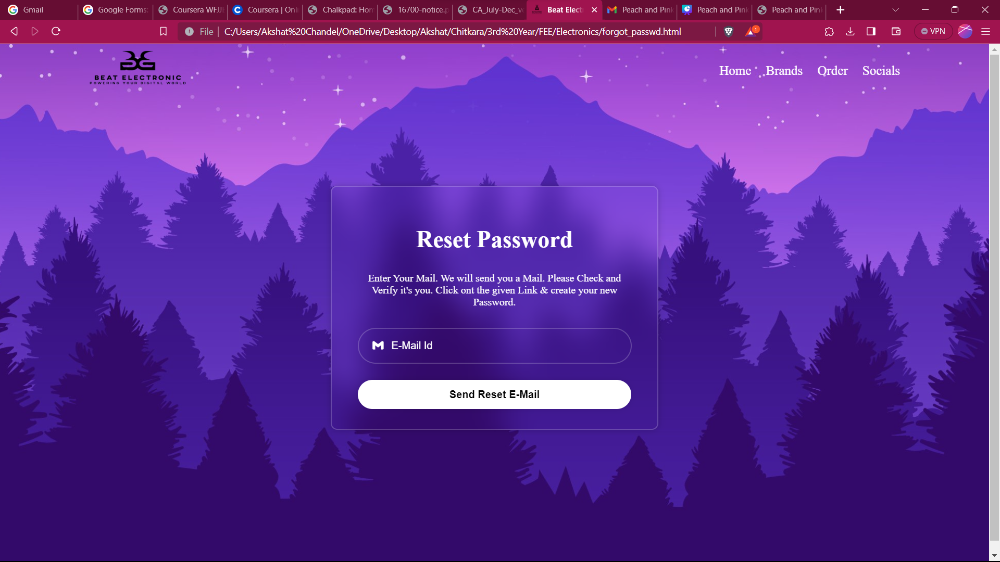 Gmail
Google Forms:
Coursera WFJJ
Coursera | Onli
Chalkpad: Hon
16700-notice.p
CA_July-Dec_v
Beat Elect
Peach and Pink
Peach and Pink
Peach and Pink
File
C:/Users/Akshat%20Chandel/OneDrive/Desktop/Akshat/Chitkara/3rd%20Year/FEE/Electronics/forgot_passwd.html
1
VPN
BEAT ELECTRONIC
POWERING YOUR DIGITAL WORLD
Home Brands Order Socials
Reset Password
Enter Your Mail. We will send you a Mail. Please Check and
Verify it's you. Click ont the given Link & create your new
Password.
E-Mail Id
Send Reset E-Mail